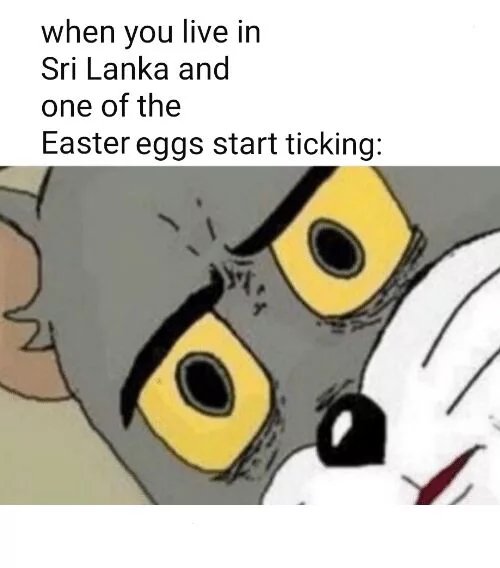 when you live in
Sri Lanka and
one of the
Easter eggs start ticking: